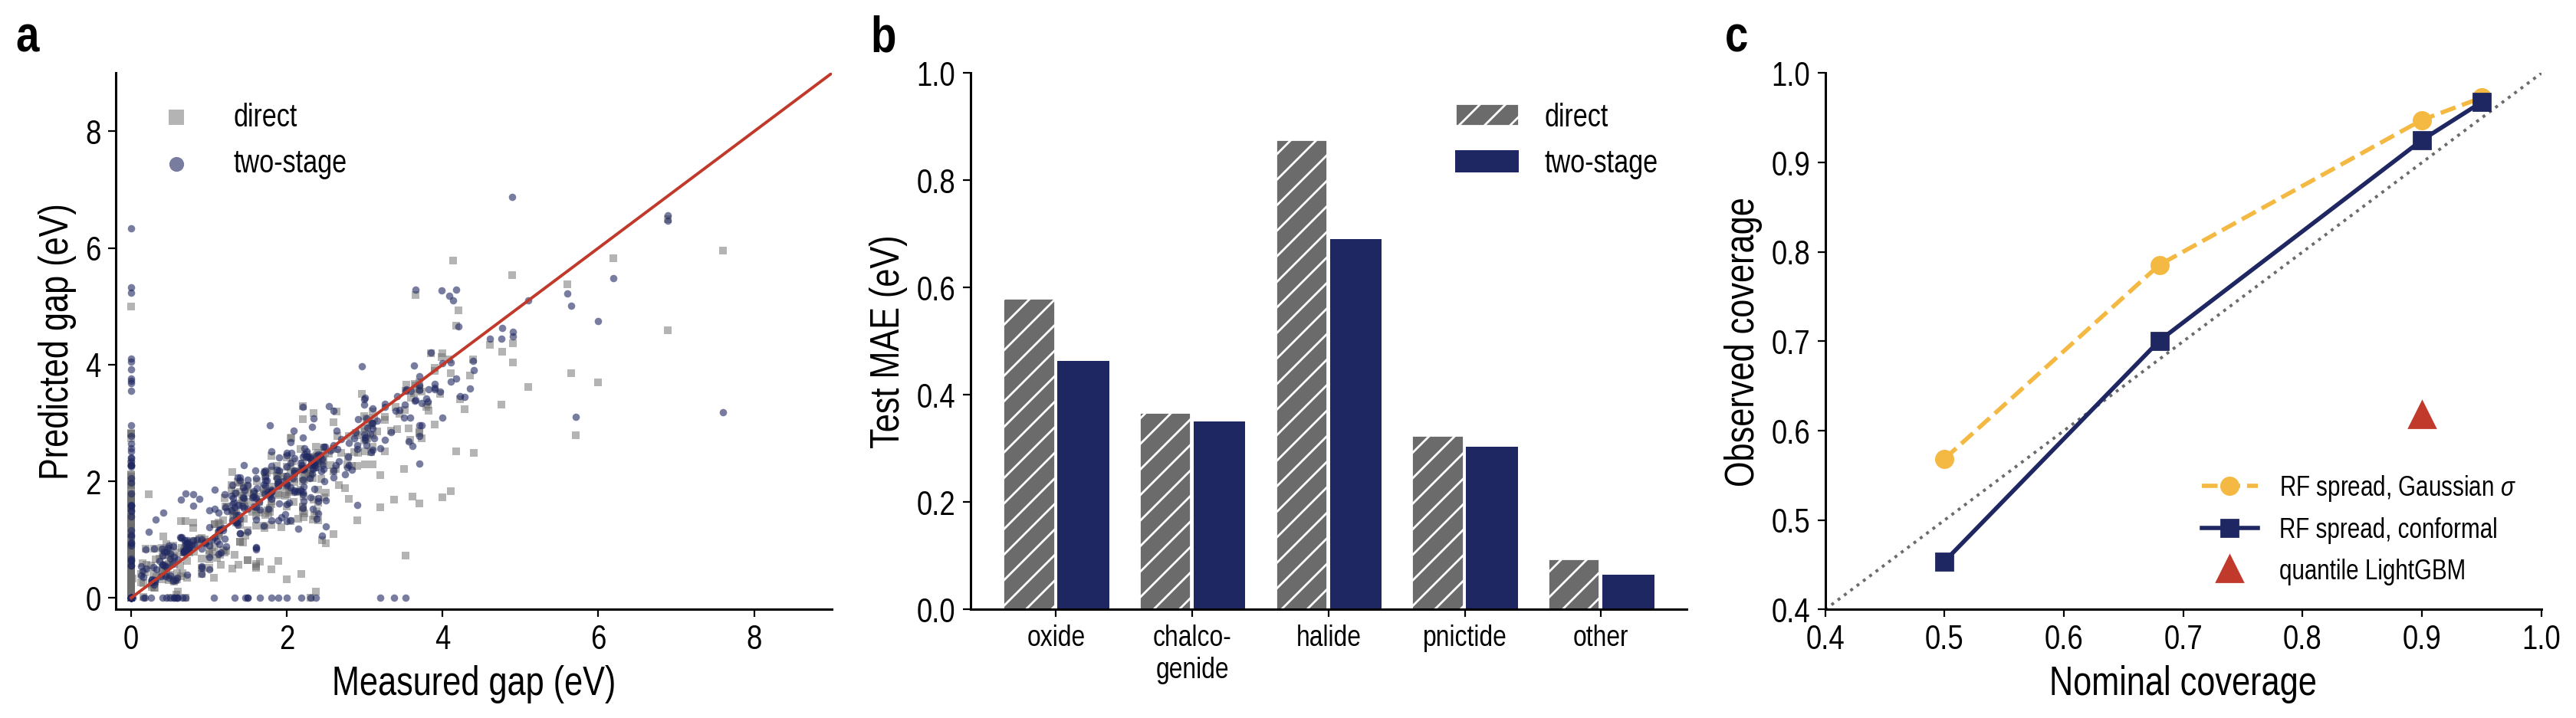 a
direct
two-stage
8
6
4
2
0
0
2
4
6
8
Predicted gap (eV)
Measured gap (eV)
b
direct
two-stage
1.0
0.8
0.6
0.4
0.2
0.0
Test MAE (eV)
oxide
chalco-
genide
halide
pnictide
other
c
1.0
0.9
0.8
0.7
0.6
0.5
0.4
Observed coverage
RF spread, Gaussian σ
RF spread, conformal
quantile LightGBM
0.4
0.5
0.6
0.7
0.8
0.9
1.0
Nominal coverage